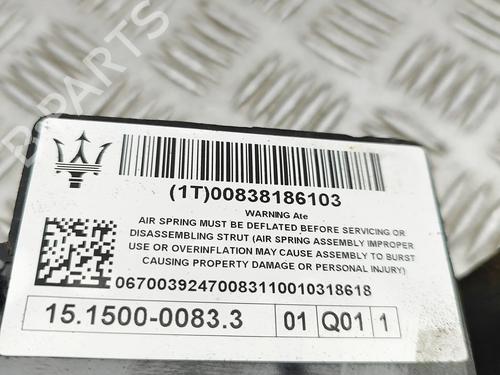 B-PARTS
(1T)00838186103
WARNING Ate
AIR SPRING MUST BE DEFLATED BEFORE SERVICING OR
DISASSEMBLING STRUT (AIR SPRING ASSEMBLY IMPROPER
USE OR OVERINFLATION MAY CAUSE ASSEMBLY TO BURST
CAUSING PROPERTY DAMAGE OR PERSONAL INJURY)
06700392470083110010318618
15.1500-0083.3 01 Q01 1